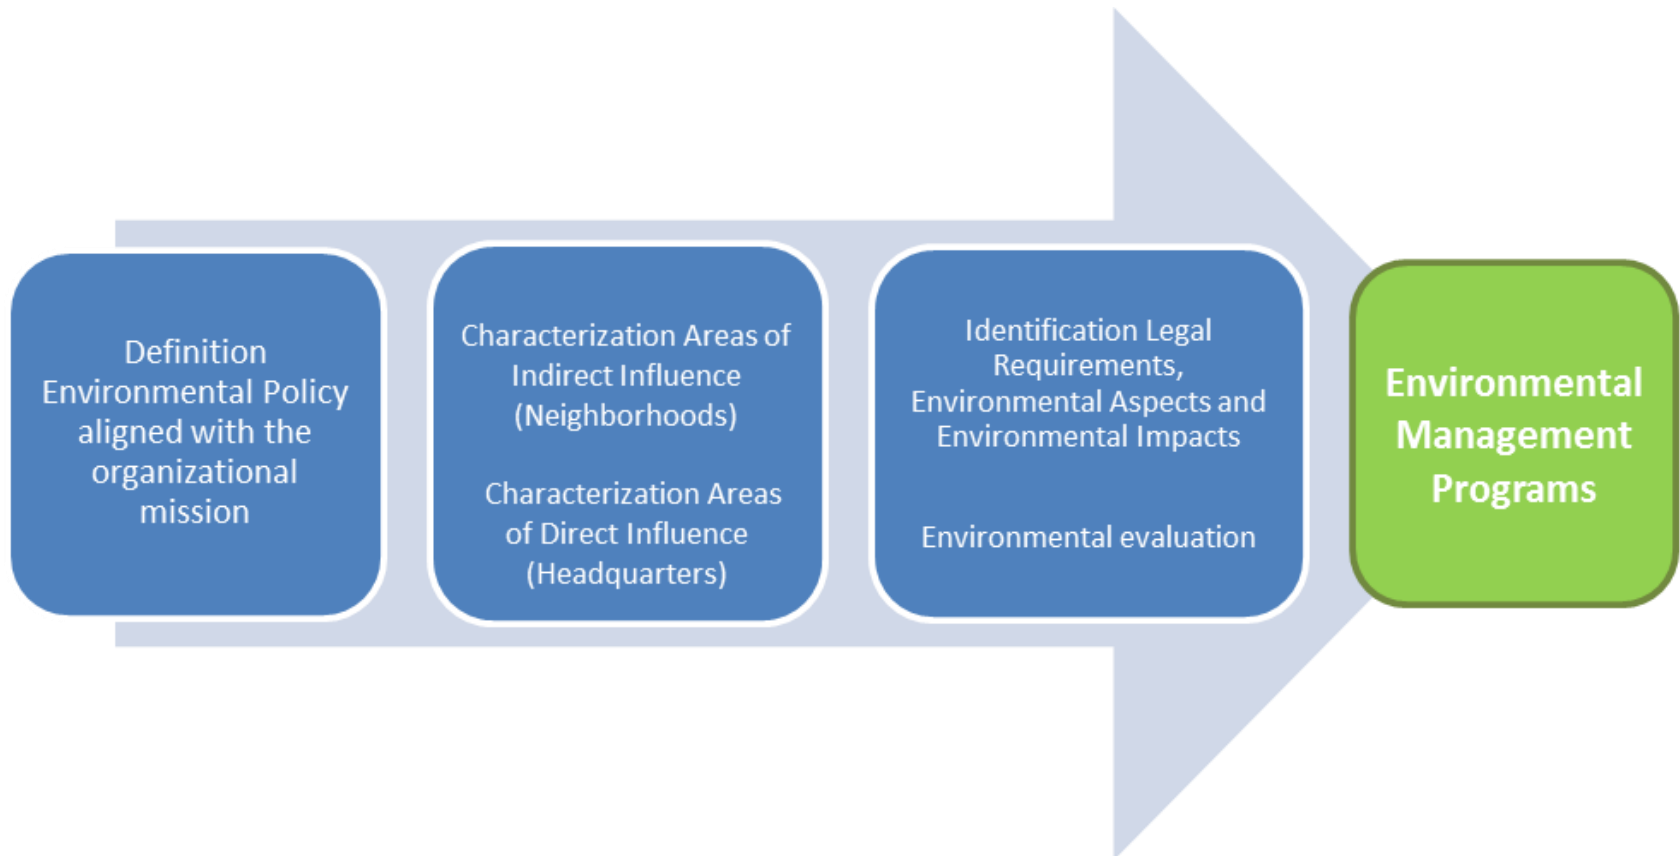 Definition
Environmental Policy
aligned with the
organizational
mission
Characterization Areas of
Indirect Influence
(Neighborhoods)
Characterization Areas
of Direct Influence
(Headquarters)
Identification Legal
Requirements,
Environmental Aspects and
Environmental Impacts
Environmental evaluation
Environmental
Management
Programs